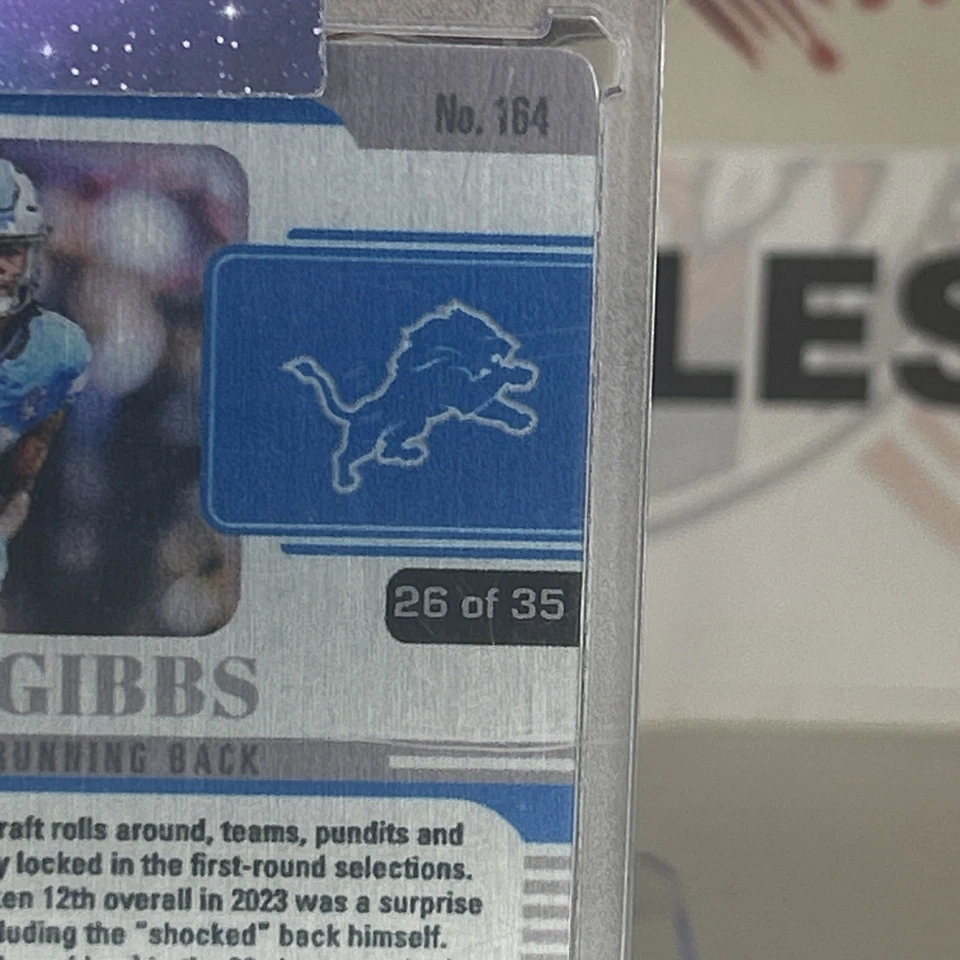 No. 164
LES
26 of 35
GIBBS
RUNNING BACK
raft rolls around, teams, pundits and
y locked in the first-round selections.
en 12th overall in 2023 was a surprise
luding the "shocked" back himself.